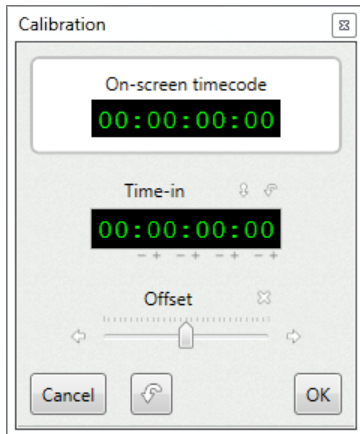 Calibration
On-screen timecode
00:00:00:00
Time-in
00:00:00:00
- + - + - + - +
Offset
Cancel
OK